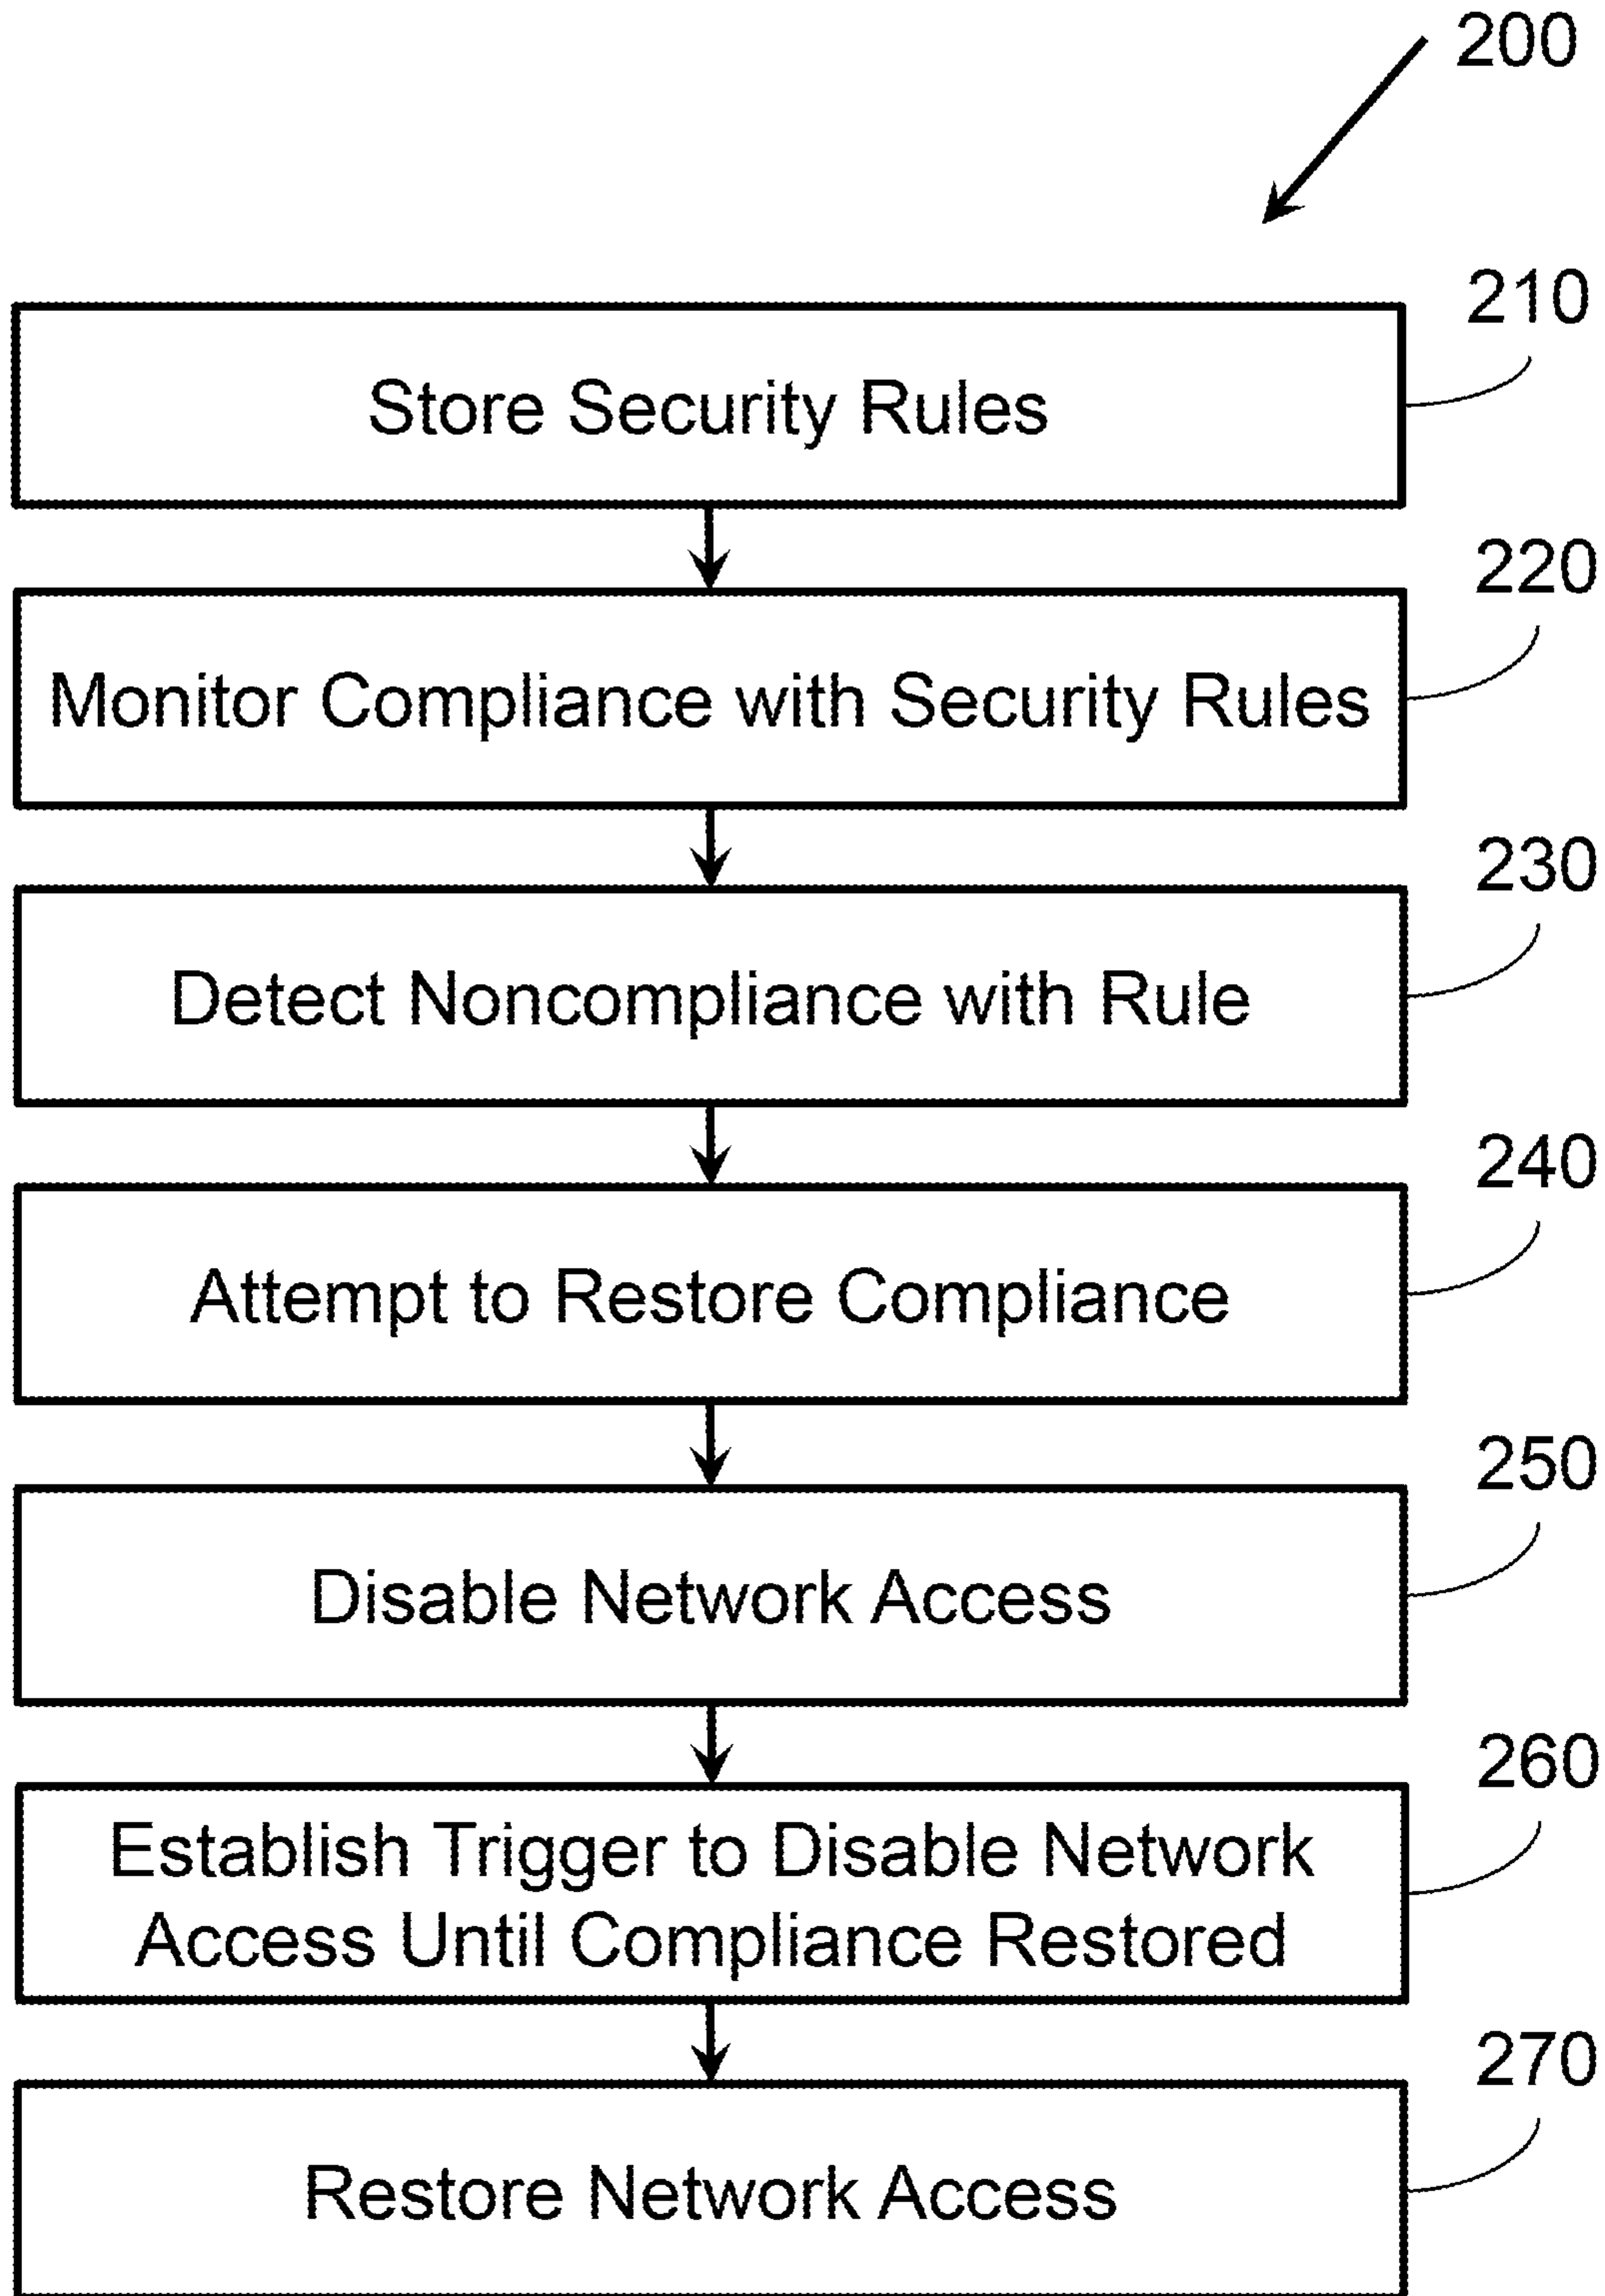 200
210
Store Security Rules
220
Monitor Compliance with Security Rules
230
Detect Noncompliance with Rule
240
Attempt to Restore Compliance
250
Disable Network Access
260
Establish Trigger to Disable Network
Access Until Compliance Restored
270
Restore Network Access